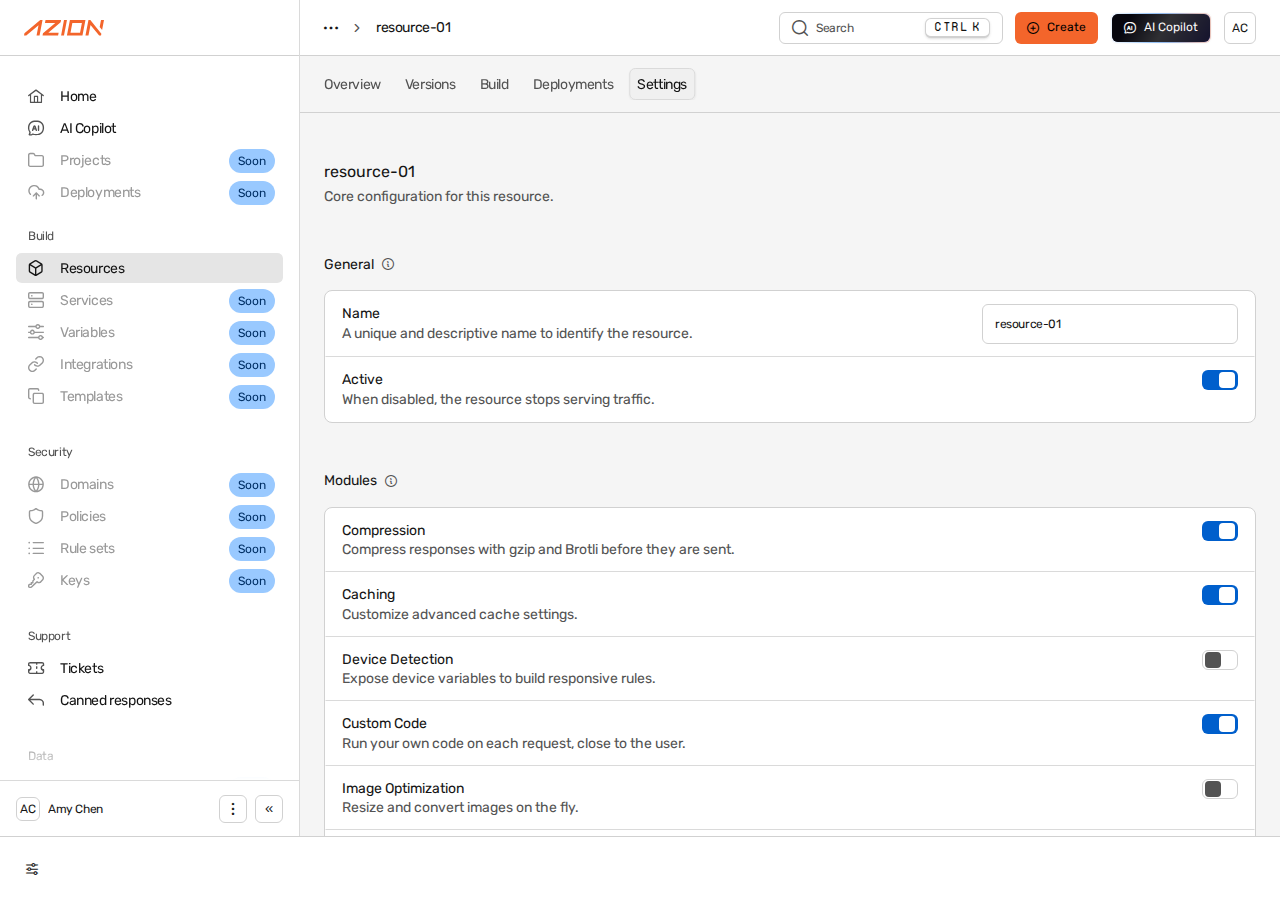 AZION
resource-01
Search
CTRL K
Create
AI Copilot
AC
Overview
Versions
Build
Deployments
Settings
Home
AI Copilot
Projects
Soon
Deployments
Soon
Build
Resources
Services
Soon
Variables
Soon
Integrations
Soon
Templates
Soon
Security
Domains
Soon
Policies
Soon
Rule sets
Soon
Keys
Soon
Support
Tickets
Canned responses
Data
AC
Amy Chen
resource-01
Core configuration for this resource.
General
Name
A unique and descriptive name to identify the resource.
resource-01
Active
When disabled, the resource stops serving traffic.
Modules
Compression
Compress responses with gzip and Brotli before they are sent.
Caching
Customize advanced cache settings.
Device Detection
Expose device variables to build responsive rules.
Custom Code
Run your own code on each request, close to the user.
Image Optimization
Resize and convert images on the fly.